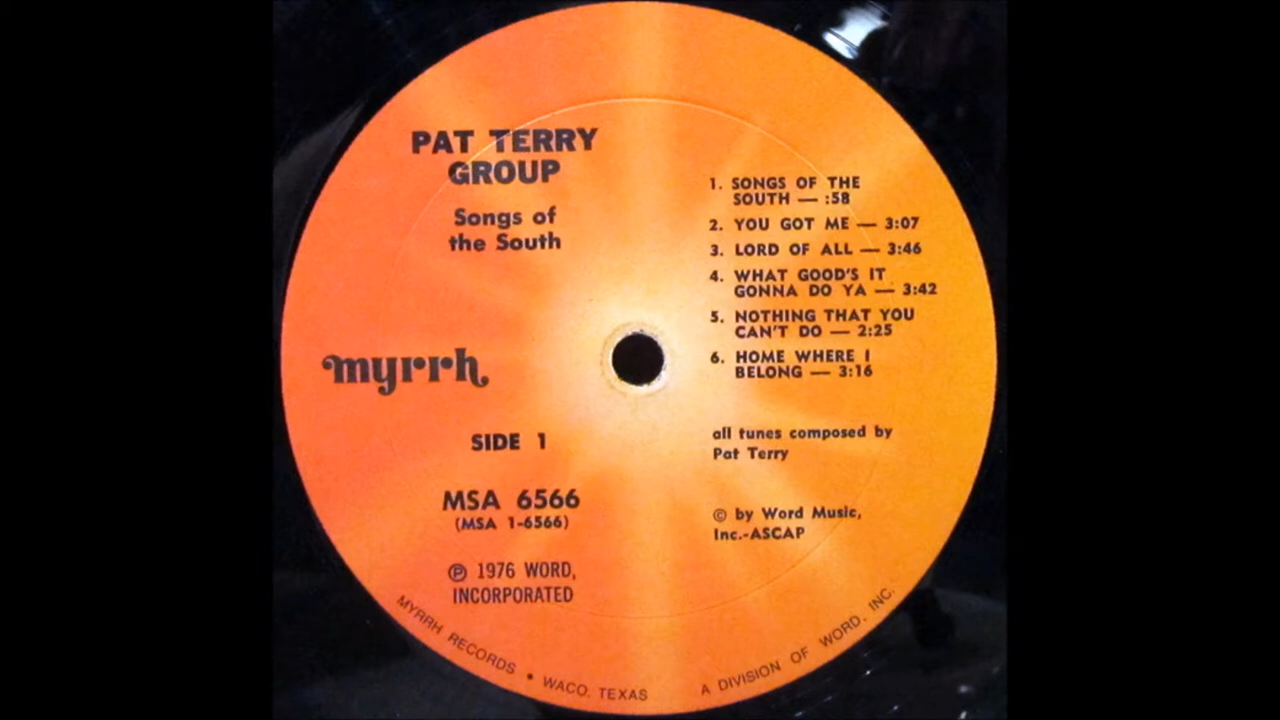 PAT TERRY
GROUP
Songs of
the South
myrrh
SIDE 1
MSA 6566
(MSA 1-6566)
Ⓟ 1976 WORD,
INCORPORATED
1. SONGS OF THE
SOUTH — :58
2. YOU GOT ME — 3:07
3. LORD OF ALL — 3:46
4. WHAT GOOD'S IT
GONNA DO YA — 3:42
5. NOTHING THAT YOU
CAN'T DO — 2:25
6. HOME WHERE I
BELONG — 3:16
all tunes composed by
Pat Terry
© by Word Music,
Inc.-ASCAP
MYRRH RECORDS • WACO, TEXAS A DIVISION OF WORD, INC.